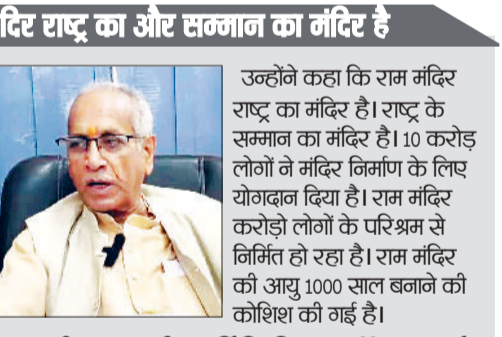 दिर राष्ट्र का और सम्मान का मंदिर है
उन्होंने कहा कि राम मंदिर
राष्ट्र का मंदिर है। राष्ट्र के
सम्मान का मंदिर है। 10 करोड़
लोगों ने मंदिर निर्माण के लिए
योगदान दिया है। राम मंदिर
करोड़ो लोगों के परिश्रम से
निर्मित हो रहा है। राम मंदिर
की आयु 1000 साल बनाने की
कोशिश की गई है।